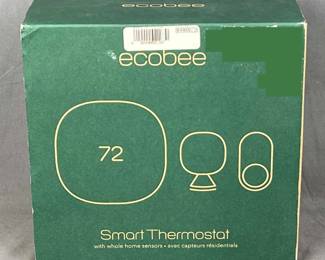 ecobee
72
Smart Thermostat
with whole home sensors • avec capteurs résidentiels